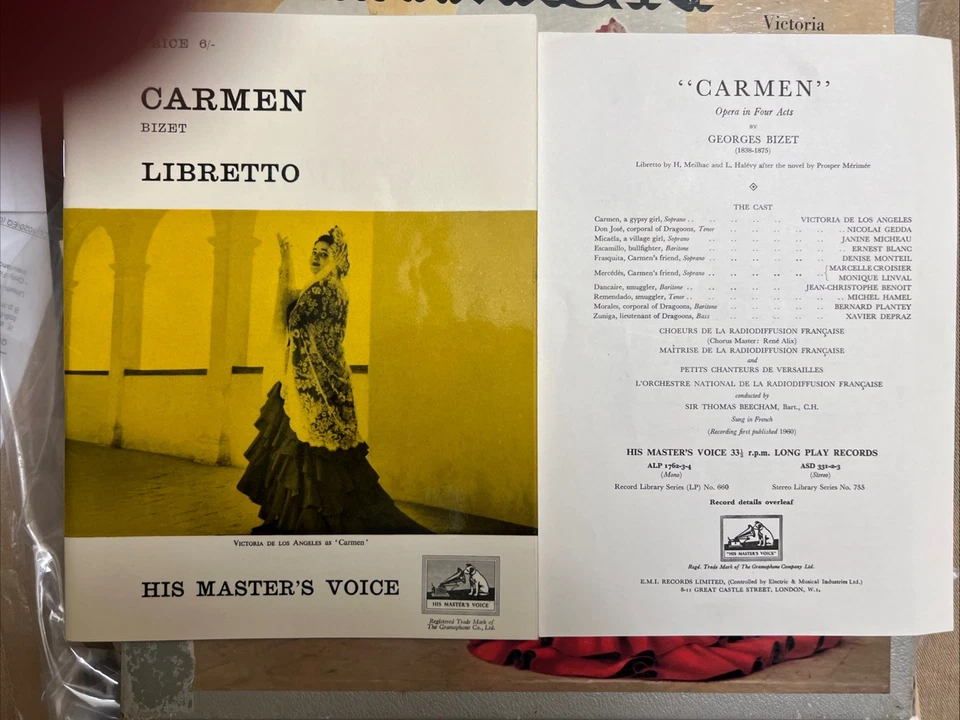 PRICE 6/-
CARMEN
BIZET
LIBRETTO
VICTORIA DE LOS ANGELES as 'Carmen'
HIS MASTER'S VOICE
HIS MASTER'S VOICE
Registered Trade Mark of
The Gramophone Co., Ltd.
Victoria
"CARMEN"
Opera in Four Acts
BY
GEORGES BIZET
(1838-1875)
Libretto by H. Meilhac and L. Halévy after the novel by Prosper Mérimée
THE CAST
Carmen, a gypsy girl, Soprano .. .. .. .. .. VICTORIA DE LOS ANGELES
Don José, corporal of Dragoons, Tenor .. .. .. .. .. NICOLAI GEDDA
Micaëla, a village girl, Soprano .. .. .. .. .. JANINE MICHEAU
Escamillo, bullfighter, Baritone .. .. .. .. .. ERNEST BLANC
Frasquita, Carmen's friend, Soprano .. .. .. .. .. DENISE MONTEIL
Mercédès, Carmen's friend, Soprano .. .. .. .. .. { MARCELLE CROISIER
MONIQUE LINVAL
Dancaire, smuggler, Baritone .. .. .. .. .. JEAN-CHRISTOPHE BENOIT
Remendado, smuggler, Tenor .. .. .. .. .. MICHEL HAMEL
Morales, corporal of Dragoons, Baritone .. .. .. .. BERNARD PLANTEY
Zuniga, lieutenant of Dragoons, Bass .. .. .. .. XAVIER DEPRAZ
CHOEURS DE LA RADIODIFFUSION FRANÇAISE
(Chorus Master: René Alix)
MAÎTRISE DE LA RADIODIFFUSION FRANÇAISE
and
PETITS CHANTEURS DE VERSAILLES
L'ORCHESTRE NATIONAL DE LA RADIODIFFUSION FRANÇAISE
conducted by
SIR THOMAS BEECHAM, Bart., C.H.
Sung in French
(Recording first published 1960)
HIS MASTER'S VOICE 33⅓ r.p.m. LONG PLAY RECORDS
ALP 1762-3-4 ASD 331-2-3
(Mono) (Stereo)
Record Library Series (LP) No. 660 Stereo Library Series No. 755
Record details overleaf
"HIS MASTER'S VOICE"
Regd. Trade Mark of The Gramophone Company Ltd.
E.M.I. RECORDS LIMITED, (Controlled by Electric & Musical Industries Ltd.)
8-11 GREAT CASTLE STREET, LONDON, W.1.